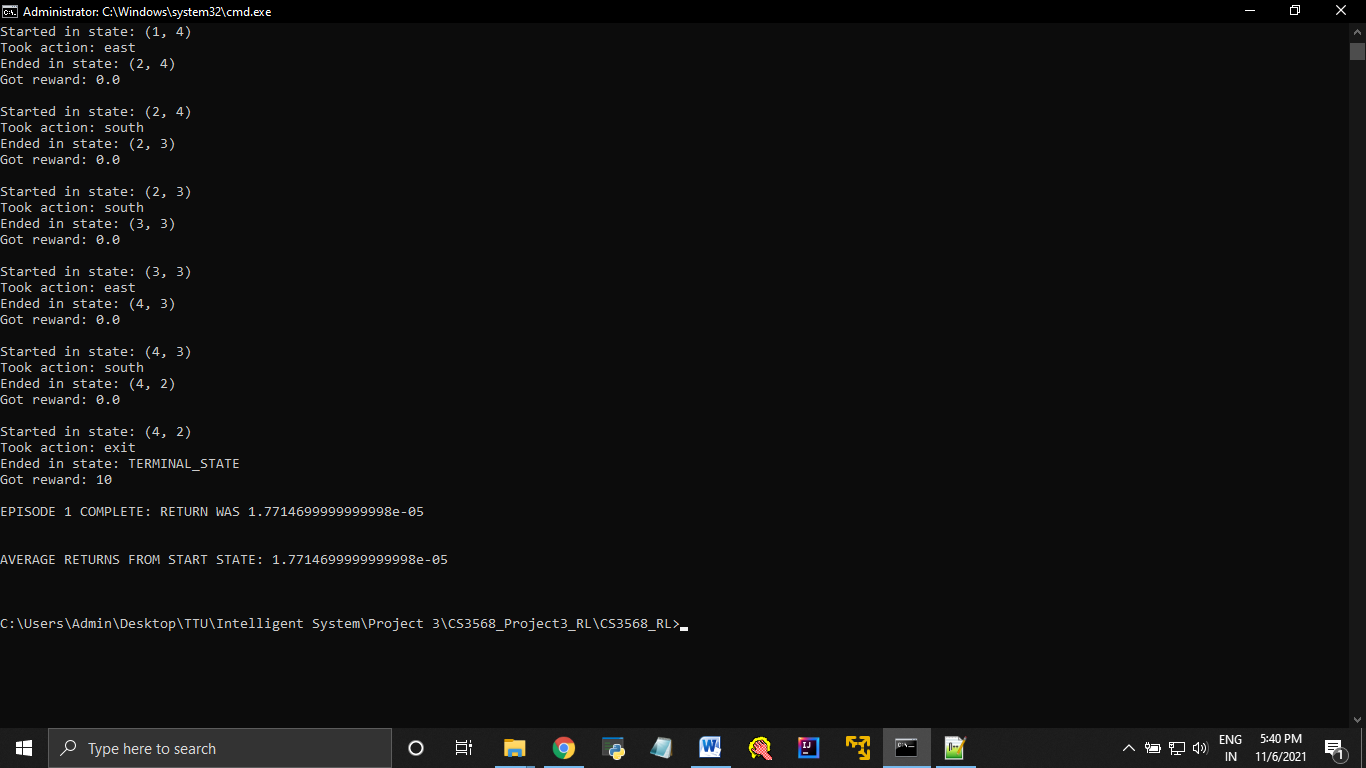 Administrator: C:\Windows\system32\cmd.exe
Started in state: (1, 4)
Took action: east
Ended in state: (2, 4)
Got reward: 0.0
Started in state: (2, 4)
Took action: south
Ended in state: (2, 3)
Got reward: 0.0
Started in state: (2, 3)
Took action: south
Ended in state: (3, 3)
Got reward: 0.0
Started in state: (3, 3)
Took action: east
Ended in state: (4, 3)
Got reward: 0.0
Started in state: (4, 3)
Took action: south
Ended in state: (4, 2)
Got reward: 0.0
Started in state: (4, 2)
Took action: exit
Ended in state: TERMINAL_STATE
Got reward: 10
EPISODE 1 COMPLETE: RETURN WAS 1.7714699999999998e-05
AVERAGE RETURNS FROM START STATE: 1.7714699999999998e-05
C:\Users\Admin\Desktop\TTU\Intelligent System\Project 3\CS3568_Project3_RL\CS3568_RL>
Type here to search
ENG
IN
5:40 PM
11/6/2021
1